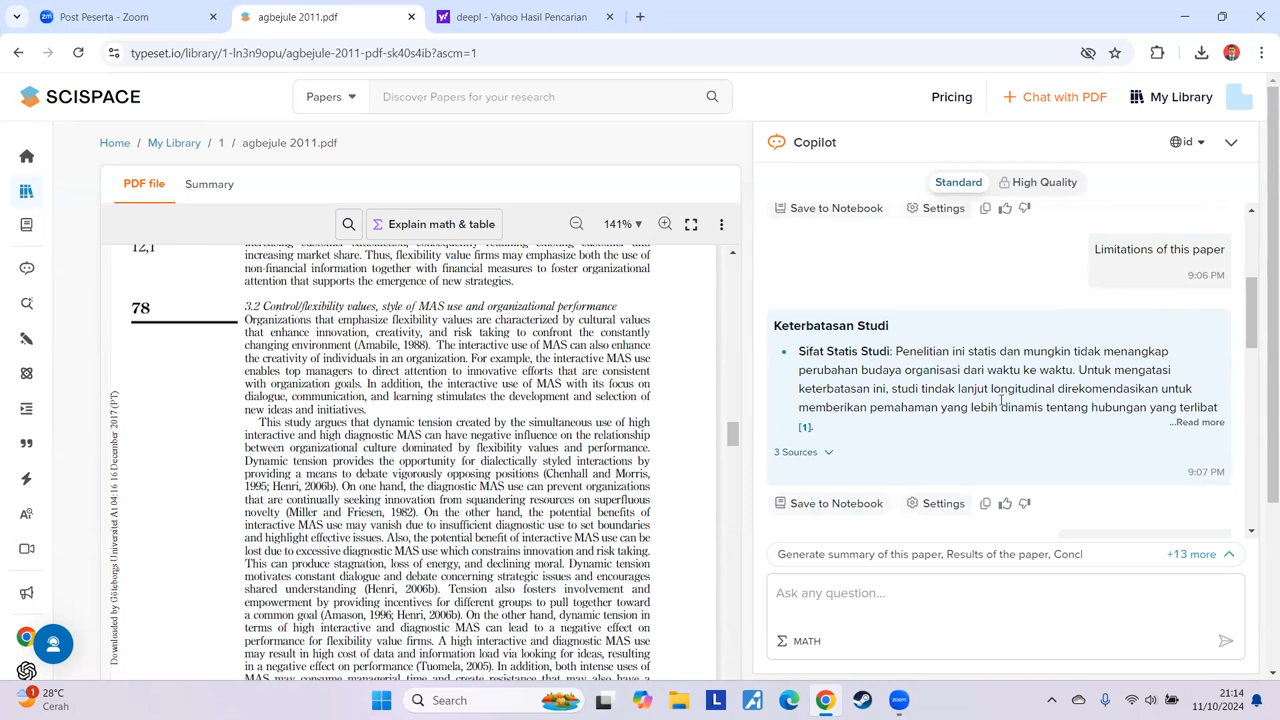 Post Peserta - Zoom
agbejule 2011.pdf
deepl - Yahoo Hasil Pencarian
typeset.io/library/1-ln3n9opu/agbejule-2011-pdf-sk40s4ib?ascm=1
SCISPACE
Papers
Discover Papers for your research
Pricing
Chat with PDF
My Library
Home / My Library / 1 / agbejule 2011.pdf
PDF file
Summary
Explain math & table
141%
12,1
increasing market share. Thus, flexibility value firms may emphasize both the use of
non-financial information together with financial measures to foster organizational
attention that supports the emergence of new strategies.
78
3.2 Control/flexibility values, style of MAS use and organizational performance
Organizations that emphasize flexibility values are characterized by cultural values
that enhance innovation, creativity, and risk taking to confront the constantly
changing environment (Amabile, 1988). The interactive use of MAS can also enhance
the creativity of individuals in an organization. For example, the interactive MAS use
enables top managers to direct attention to innovative efforts that are consistent
with organization goals. In addition, the interactive use of MAS with its focus on
dialogue, communication, and learning stimulates the development and selection of
new ideas and initiatives.
This study argues that dynamic tension created by the simultaneous use of high
interactive and high diagnostic MAS can have negative influence on the relationship
between organizational culture dominated by flexibility values and performance.
Dynamic tension provides the opportunity for dialectically styled interactions by
providing a means to debate vigorously opposing positions (Chenhall and Morris,
1995; Henri, 2006b). On one hand, the diagnostic MAS use can prevent organizations
that are continually seeking innovation from squandering resources on superfluous
novelty (Miller and Friesen, 1982). On the other hand, the potential benefits of
interactive MAS use may vanish due to insufficient diagnostic use to set boundaries
and highlight effective issues. Also, the potential benefit of interactive MAS use can be
lost due to excessive diagnostic MAS use which constrains innovation and risk taking.
This can produce stagnation, loss of energy, and declining moral. Dynamic tension
motivates constant dialogue and debate concerning strategic issues and encourages
shared understanding (Henri, 2006b). Tension also fosters involvement and
empowerment by providing incentives for different groups to pull together toward
a common goal (Amason, 1996; Henri, 2006b). On the other hand, dynamic tension in
terms of high interactive and diagnostic MAS can lead to a negative effect on
performance for flexibility value firms. A high interactive and diagnostic MAS use
may result in high cost of data and information load via looking for ideas, resulting
in a negative effect on performance (Tuomela, 2005). In addition, both intense uses of
MAS may consume managerial time and create resistance that may also have a
Downloaded by Göteborgs Universitet At 04:16 16 December 2017 (PT)
Copilot
id
Standard
High Quality
Save to Notebook
Settings
Limitations of this paper
9:06 PM
Keterbatasan Studi
Sifat Statis Studi: Penelitian ini statis dan mungkin tidak menangkap
perubahan budaya organisasi dari waktu ke waktu. Untuk mengatasi
keterbatasan ini, studi tindak lanjut longitudinal direkomendasikan untuk
memberikan pemahaman yang lebih dinamis tentang hubungan yang terlibat
[1].
...Read more
3 Sources
9:07 PM
Save to Notebook
Settings
Generate summary of this paper, Results of the paper, Concl
+13 more
Ask any question...
MATH
1
28°C
Cerah
Search
21:14
11/10/2024